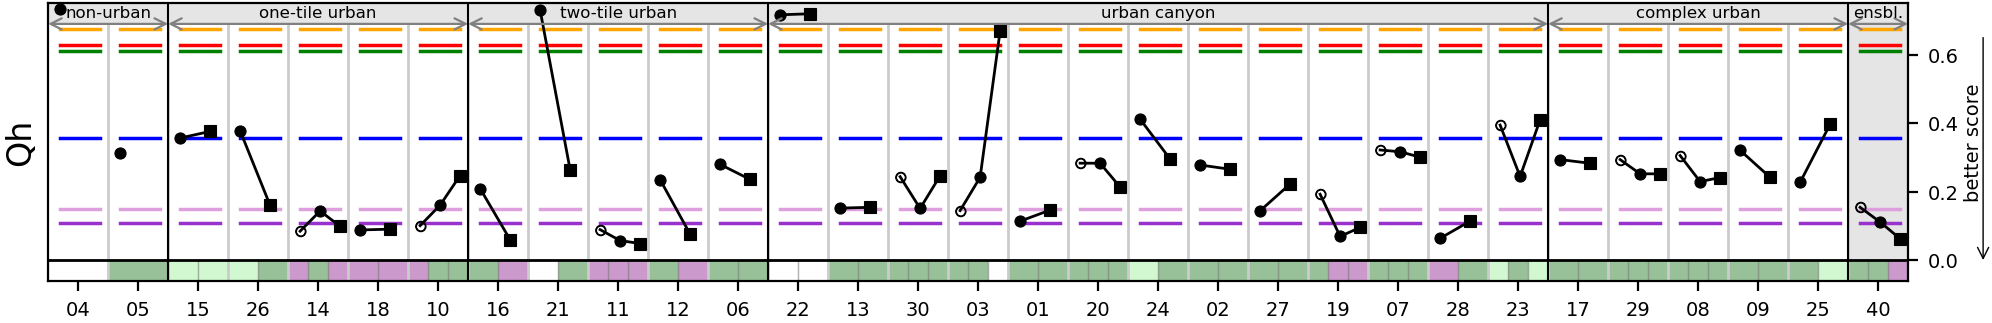 non-urban one-tile urban two-tile urban urban canyon complex urban ensbl.
Qh
0.6
0.4
0.2
0.0
better score
04 05 15 26 14 18 10 16 21 11 12 06 22 13 30 03 01 20 24 02 27 19 07 28 23 17 29 08 09 25 40